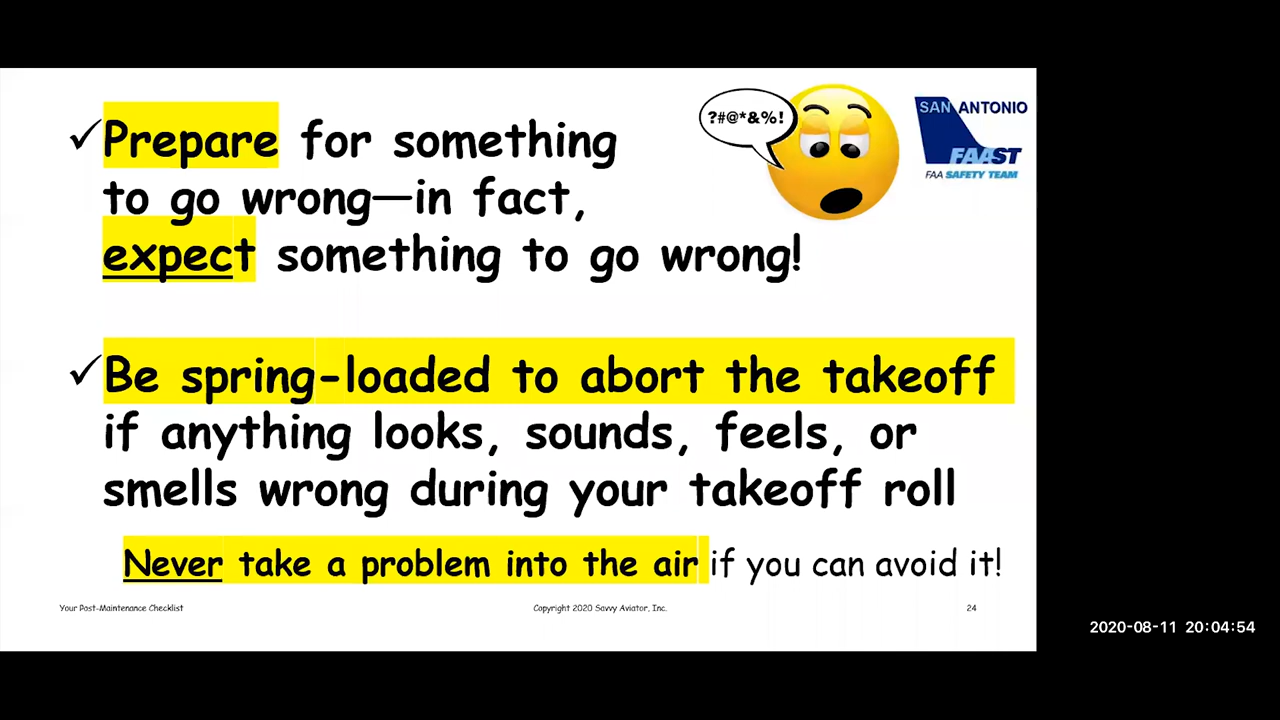 ✓Prepare for something
to go wrong—in fact,
expect something to go wrong!
?#@*&%!
SAN ANTONIO
FAAST
FAA SAFETY TEAM
✓Be spring-loaded to abort the takeoff
if anything looks, sounds, feels, or
smells wrong during your takeoff roll
Never take a problem into the air if you can avoid it!
Your Post-Maintenance Checklist
Copyright 2020 Savvy Aviator, Inc.
24
2020-08-11 20:04:54